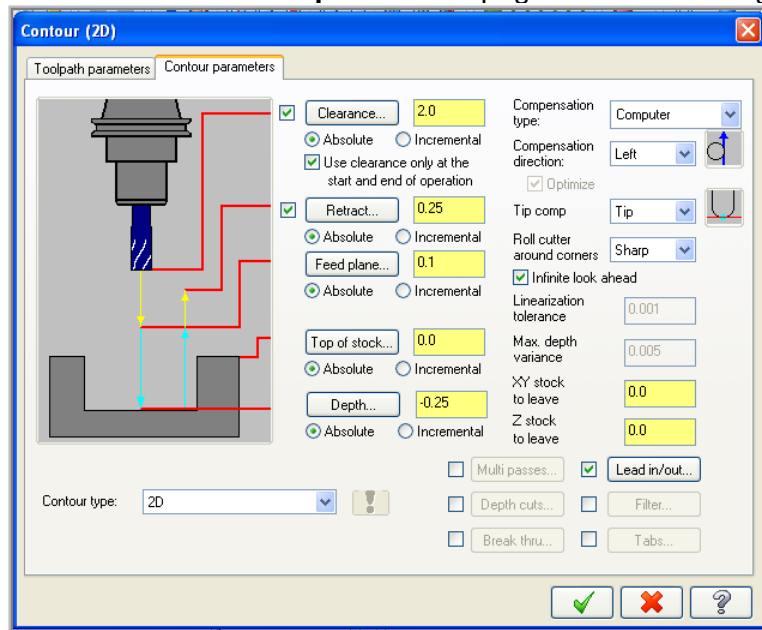 Contour (2D)
Toolpath parameters Contour parameters
Clearance... 2.0
Absolute Incremental
Use clearance only at the
start and end of operation
Retract... 0.25
Absolute Incremental
Feed plane... 0.1
Absolute Incremental
Top of stock... 0.0
Absolute Incremental
Depth... -0.25
Absolute Incremental
Compensation
type: Computer
Compensation
direction: Left
Optimize
Tip comp Tip
Roll cutter
around corners Sharp
Infinite look ahead
Linearization
tolerance 0.001
Max. depth
variance 0.005
XY stock
to leave 0.0
Z stock
to leave 0.0
Contour type: 2D
Multi passes... Lead in/out...
Depth cuts... Filter...
Break thru... Tabs...